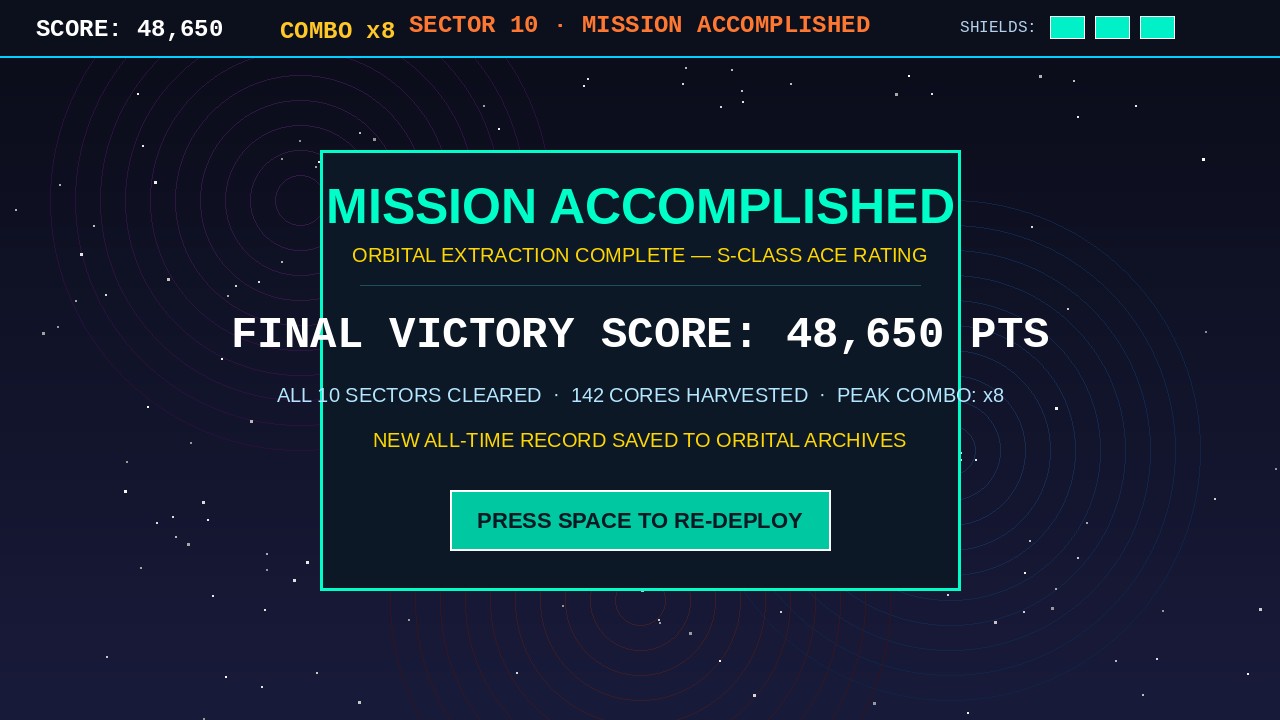 SCORE: 48,650
COMBO x8
SECTOR 10 · MISSION ACCOMPLISHED
SHIELDS:
MISSION ACCOMPLISHED
ORBITAL EXTRACTION COMPLETE — S-CLASS ACE RATING
FINAL VICTORY SCORE: 48,650 PTS
ALL 10 SECTORS CLEARED · 142 CORES HARVESTED · PEAK COMBO: x8
NEW ALL-TIME RECORD SAVED TO ORBITAL ARCHIVES
PRESS SPACE TO RE-DEPLOY